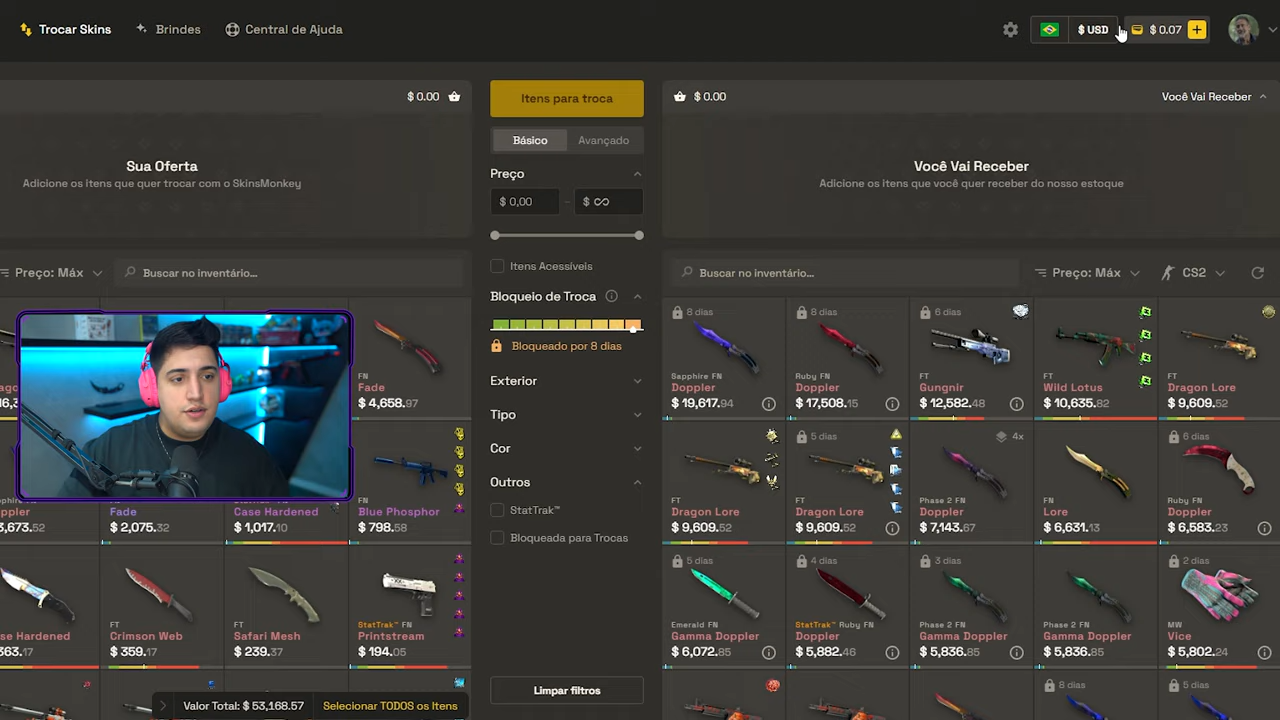 Trocar Skins
Brindes
Central de Ajuda
$ USD
$ 0.07
$ 0.00
Sua Oferta
Adicione os itens que quer trocar com o SkinsMonkey
Itens para troca
Básico
Avançado
Preço
$ 0,00
$ ∞
Itens Acessíveis
Bloqueio de Troca
Bloqueado por 8 dias
Exterior
Tipo
Cor
Outros
StatTrak™
Bloqueada para Trocas
Limpar filtros
$ 0.00
Você Vai Receber
Você Vai Receber
Adicione os itens que você quer receber do nosso estoque
Preço: Máx
Buscar no inventário...
FN
Fade
$ 4,658.97
Fade
$ 2,075.32
Case Hardened
$ 1,017.10
FN
Blue Phosphor
$ 798.58
FT
Crimson Web
$ 359.17
FT
Safari Mesh
$ 239.37
StatTrak™ FN
Printstream
$ 194.05
Valor Total: $ 53,168.57
Selecionar TODOS os Itens
Buscar no inventário...
Preço: Máx
CS2
8 dias
Sapphire FN
Doppler
$ 19,617.94
8 dias
Ruby FN
Doppler
$ 17,508.15
6 dias
FN
Gungnir
$ 12,582.48
FT
Wild Lotus
$ 10,635.82
FT
Dragon Lore
$ 9,609.52
FT
Dragon Lore
$ 9,609.52
5 dias
FT
Dragon Lore
$ 9,609.52
4x
Phase 2 FN
Doppler
$ 7,143.67
FN
Lore
$ 6,631.13
6 dias
Ruby FN
Doppler
$ 6,583.23
5 dias
Emerald FN
Gamma Doppler
$ 6,072.85
4 dias
StatTrak™ Ruby FN
Doppler
$ 5,882.46
3 dias
Phase 2 FN
Gamma Doppler
$ 5,836.85
Phase 2 FN
Gamma Doppler
$ 5,836.85
2 dias
MW
Vice
$ 5,802.24
8 dias
5 dias